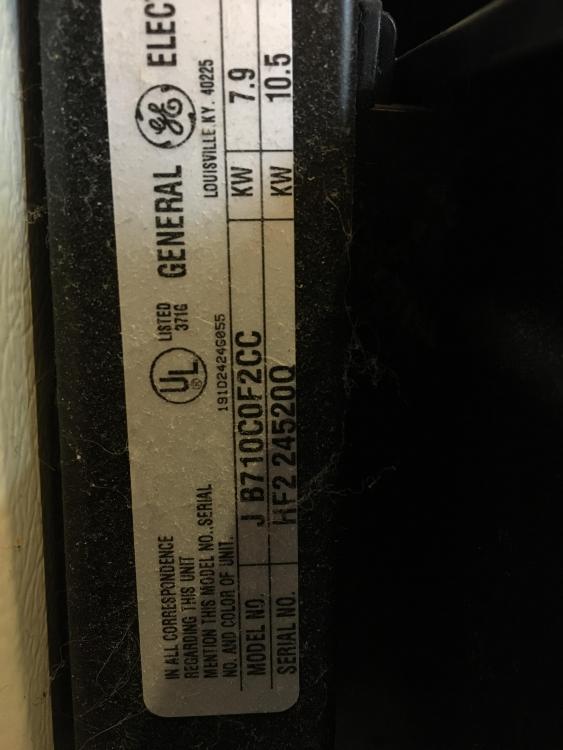 GENERAL GE ELEC
UL® LISTED
371G
LOUISVILLE, KY. 40225
191D2424G055
IN ALL CORRESPONDENCE
REGARDING THIS UNIT
MENTION THIS MODEL NO., SERIAL
NO. AND COLOR OF UNIT.
MODEL NO. J B710C0F2CC KW 7.9
SERIAL NO. HF2 24520Q KW 10.5